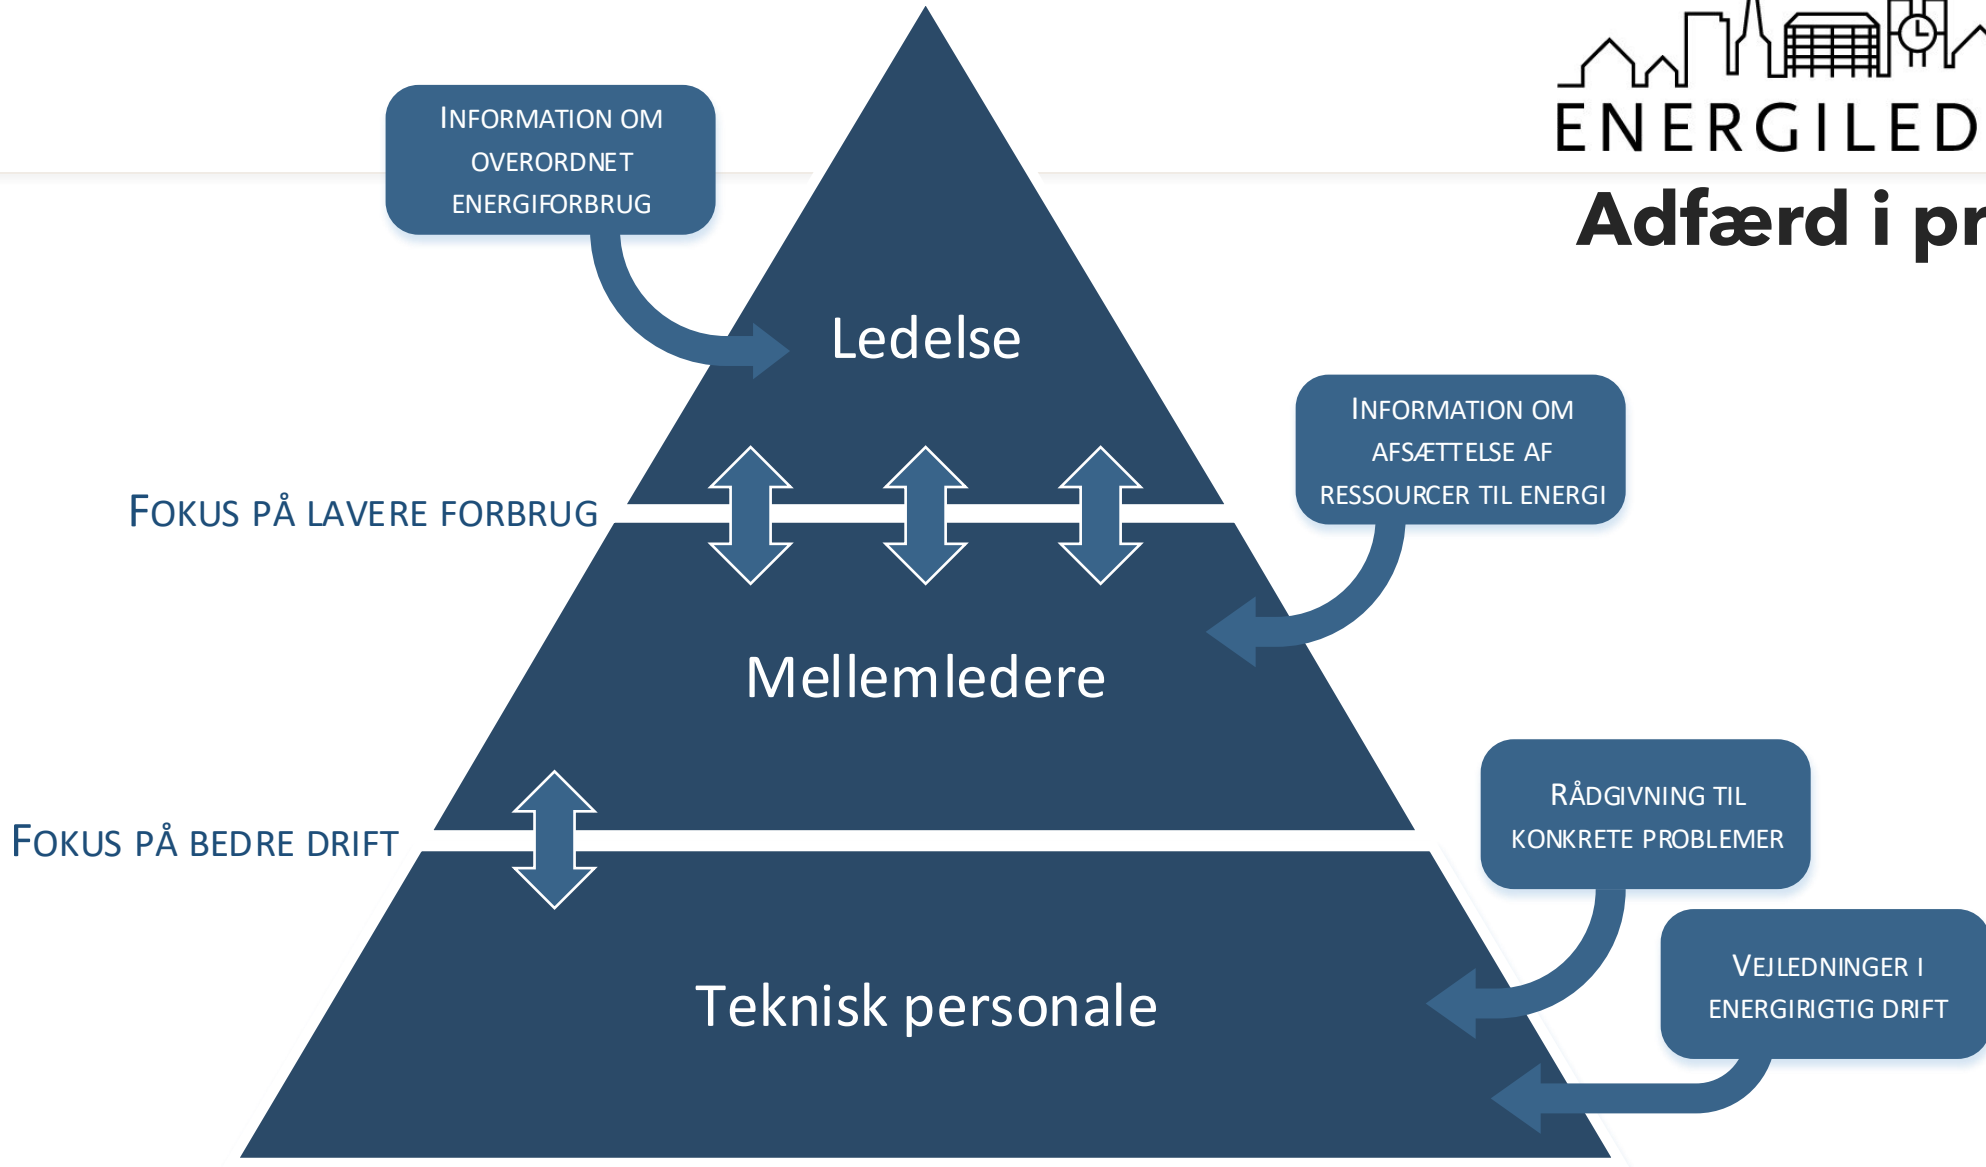 ENERGILED
Adfærd i pr
INFORMATION OM
OVERORDNET
ENERGIFORBRUG
Ledelse
INFORMATION OM
AFSÆTTELSE AF
RESSOURCER TIL ENERGI
FOKUS PÅ LAVERE FORBRUG
Mellemledere
RÅDGIVNING TIL
KONKRETE PROBLEMER
FOKUS PÅ BEDRE DRIFT
VEJLEDNINGER I
ENERGIRIGTIG DRIFT
Teknisk personale